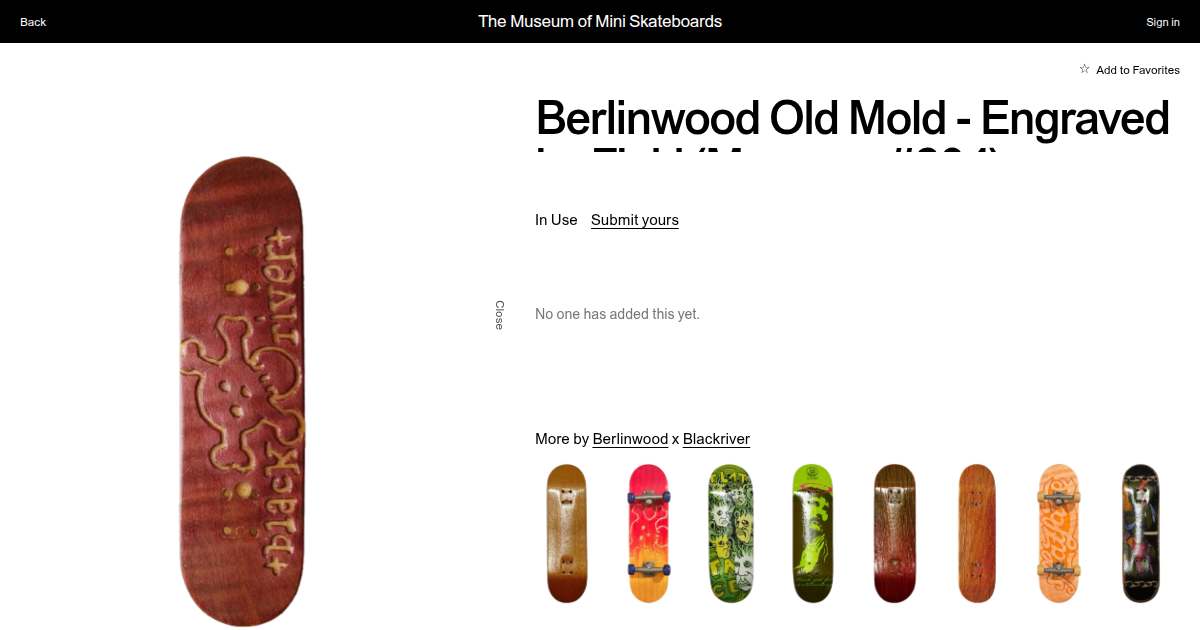 Back
The Museum of Mini Skateboards
Sign in
☆ Add to Favorites
Berlinwood Old Mold - Engraved
In Use Submit yours
Close
No one has added this yet.
More by Berlinwood x Blackriver
+blackriver+